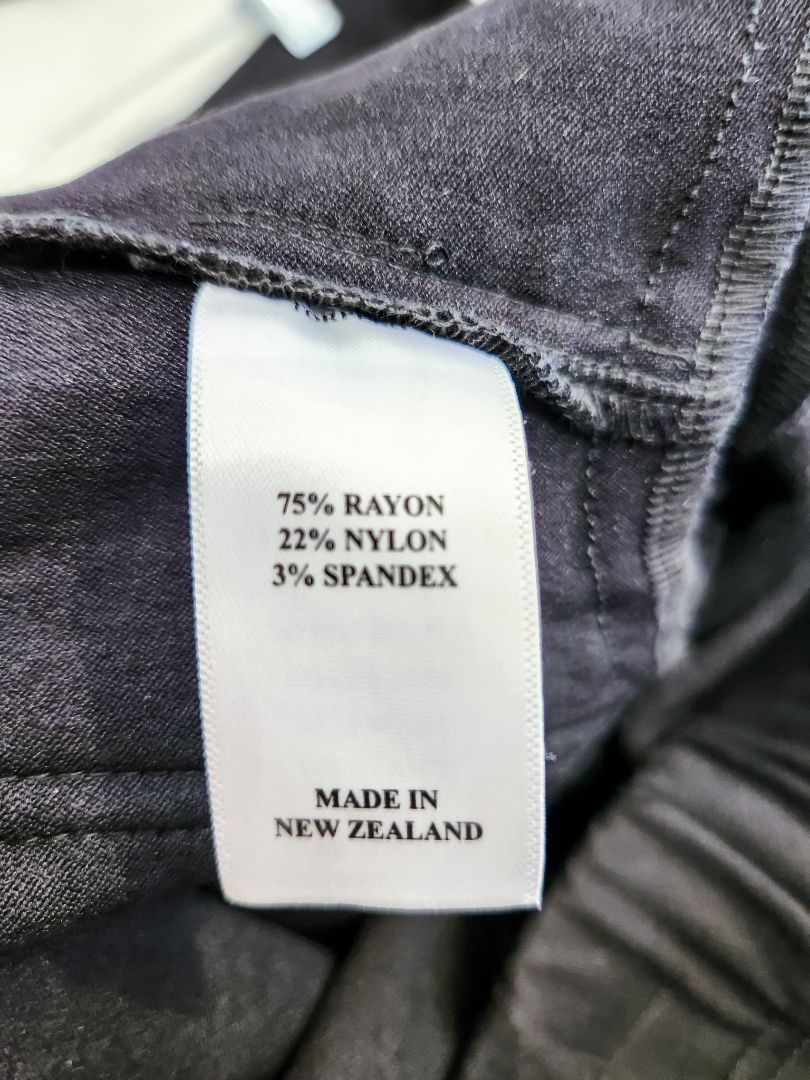 75% RAYON
22% NYLON
3% SPANDEX
MADE IN
NEW ZEALAND